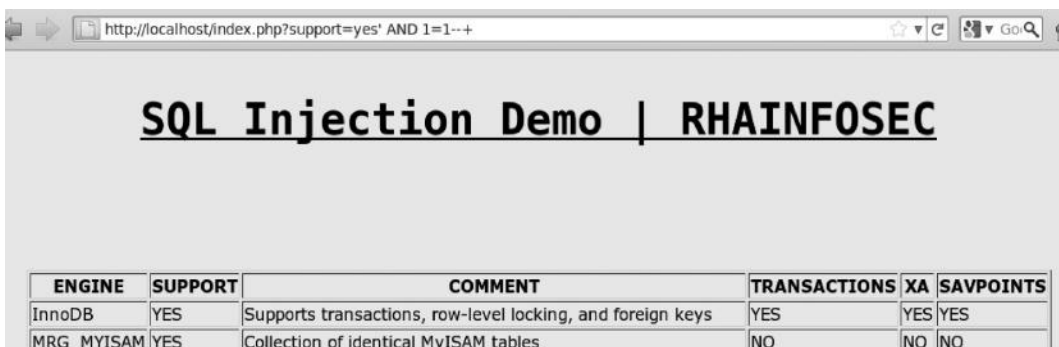 http://localhost/index.php?support=yes' AND 1=1--+
SQL Injection Demo | RHAINFOSEC
ENGINE SUPPORT COMMENT TRANSACTIONS XA SAVPOINTS
InnoDB YES Supports transactions, row-level locking, and foreign keys YES YES YES
MRG_MYISAM YES Collection of identical MyISAM tables NO NO NO